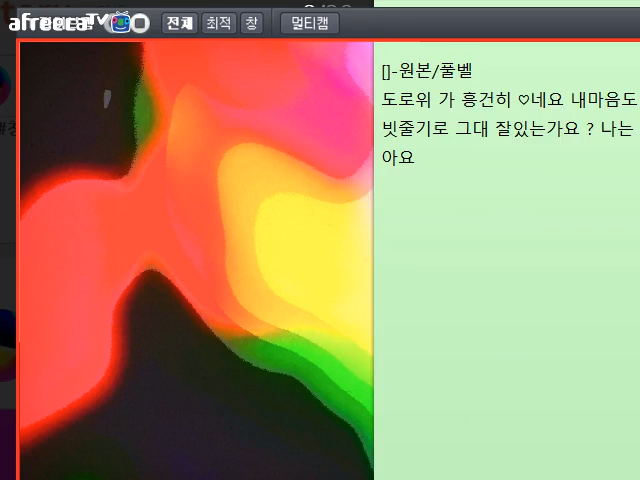 afreecaTV
전체 최적 창 멀티캠
[]-원본/풀벨
도로위 가 흥건히 ♡네요 내마음도
빗줄기로 그대 잘있는가요 ? 나는
아요